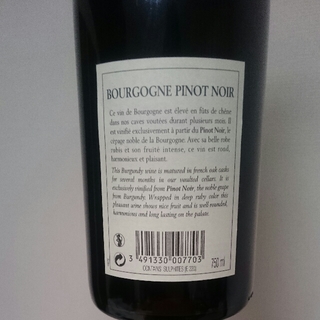 BOURGOGNE PINOT NOIR
Ce vin de Bourgogne est élevé en fûts de chêne
dans nos caves voutées durant plusieurs mois. Il
est vinifié exclusivement à partir du Pinot Noir, le
cépage noble de la Bourgogne. Avec sa belle robe
rubis et son fruité intense, ce vin est rond,
harmonieux et plaisant.
This Burgundy wine is matured in french oak casks
for several months in our vaulted cellars. It is
exclusively vinified from Pinot Noir, the noble grape
from Burgundy. Wrapped in deep ruby color this
pleasant wine shows nice fruit and is well rounded,
harmonious and long lasting on the palate.
3 491330 007703
750 ml
CONTAINS SULPHITES